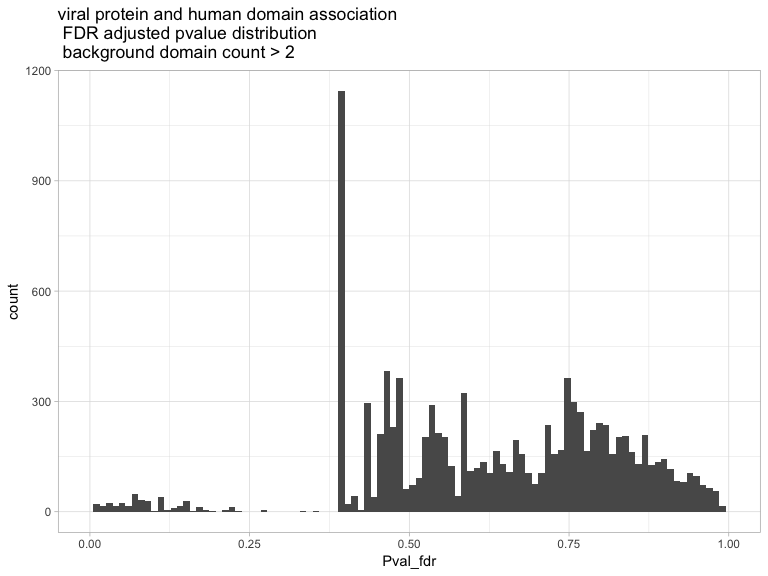 viral protein and human domain association
FDR adjusted pvalue distribution
background domain count > 2
1200
900
600
300
0
count
0.00 0.25 0.50 0.75 1.00
Pval_fdr